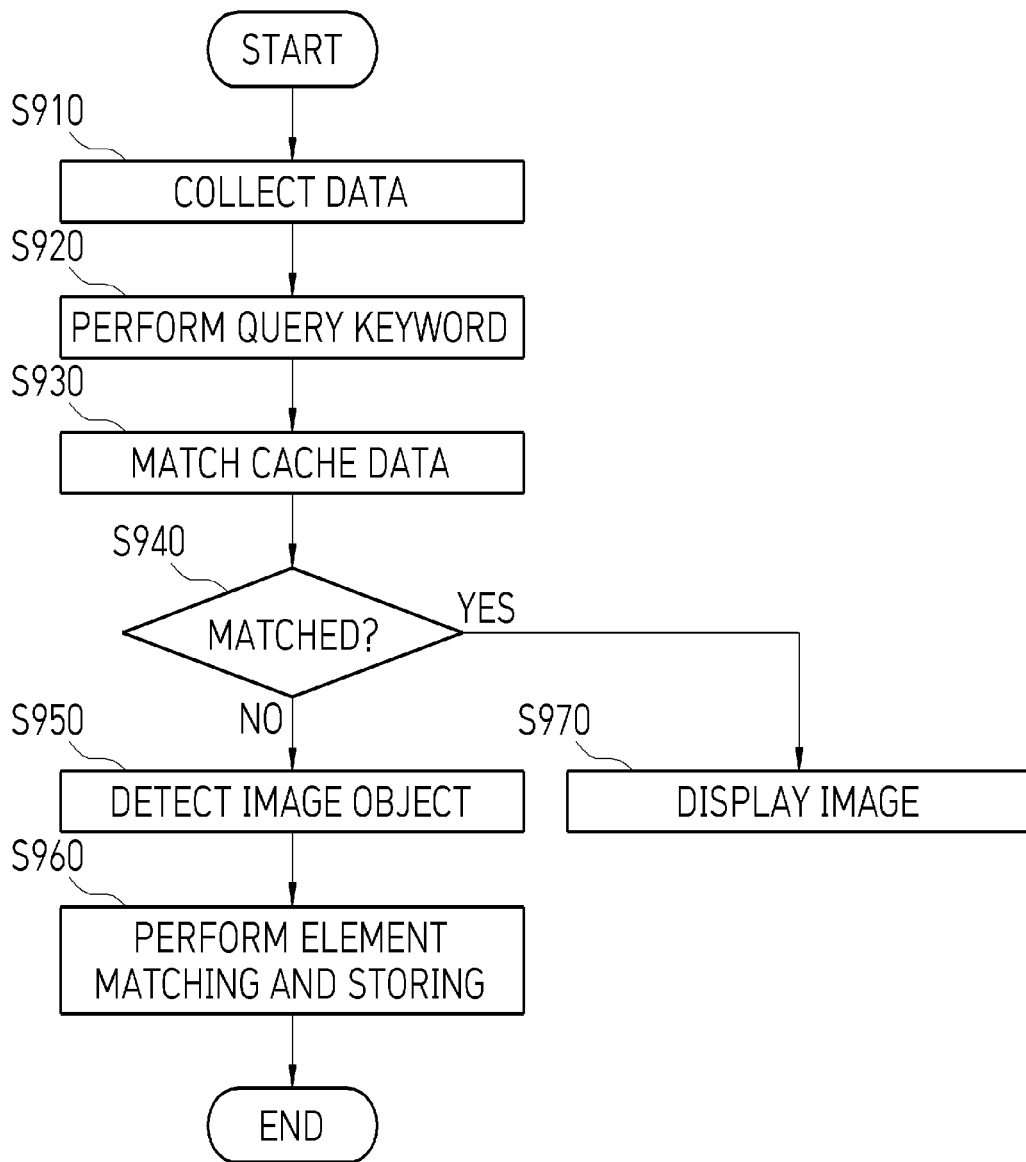 START
S910
COLLECT DATA
S920
PERFORM QUERY KEYWORD
S930
MATCH CACHE DATA
S940
MATCHED?
YES
NO
S950
DETECT IMAGE OBJECT
S970
DISPLAY IMAGE
S960
PERFORM ELEMENT
MATCHING AND STORING
END